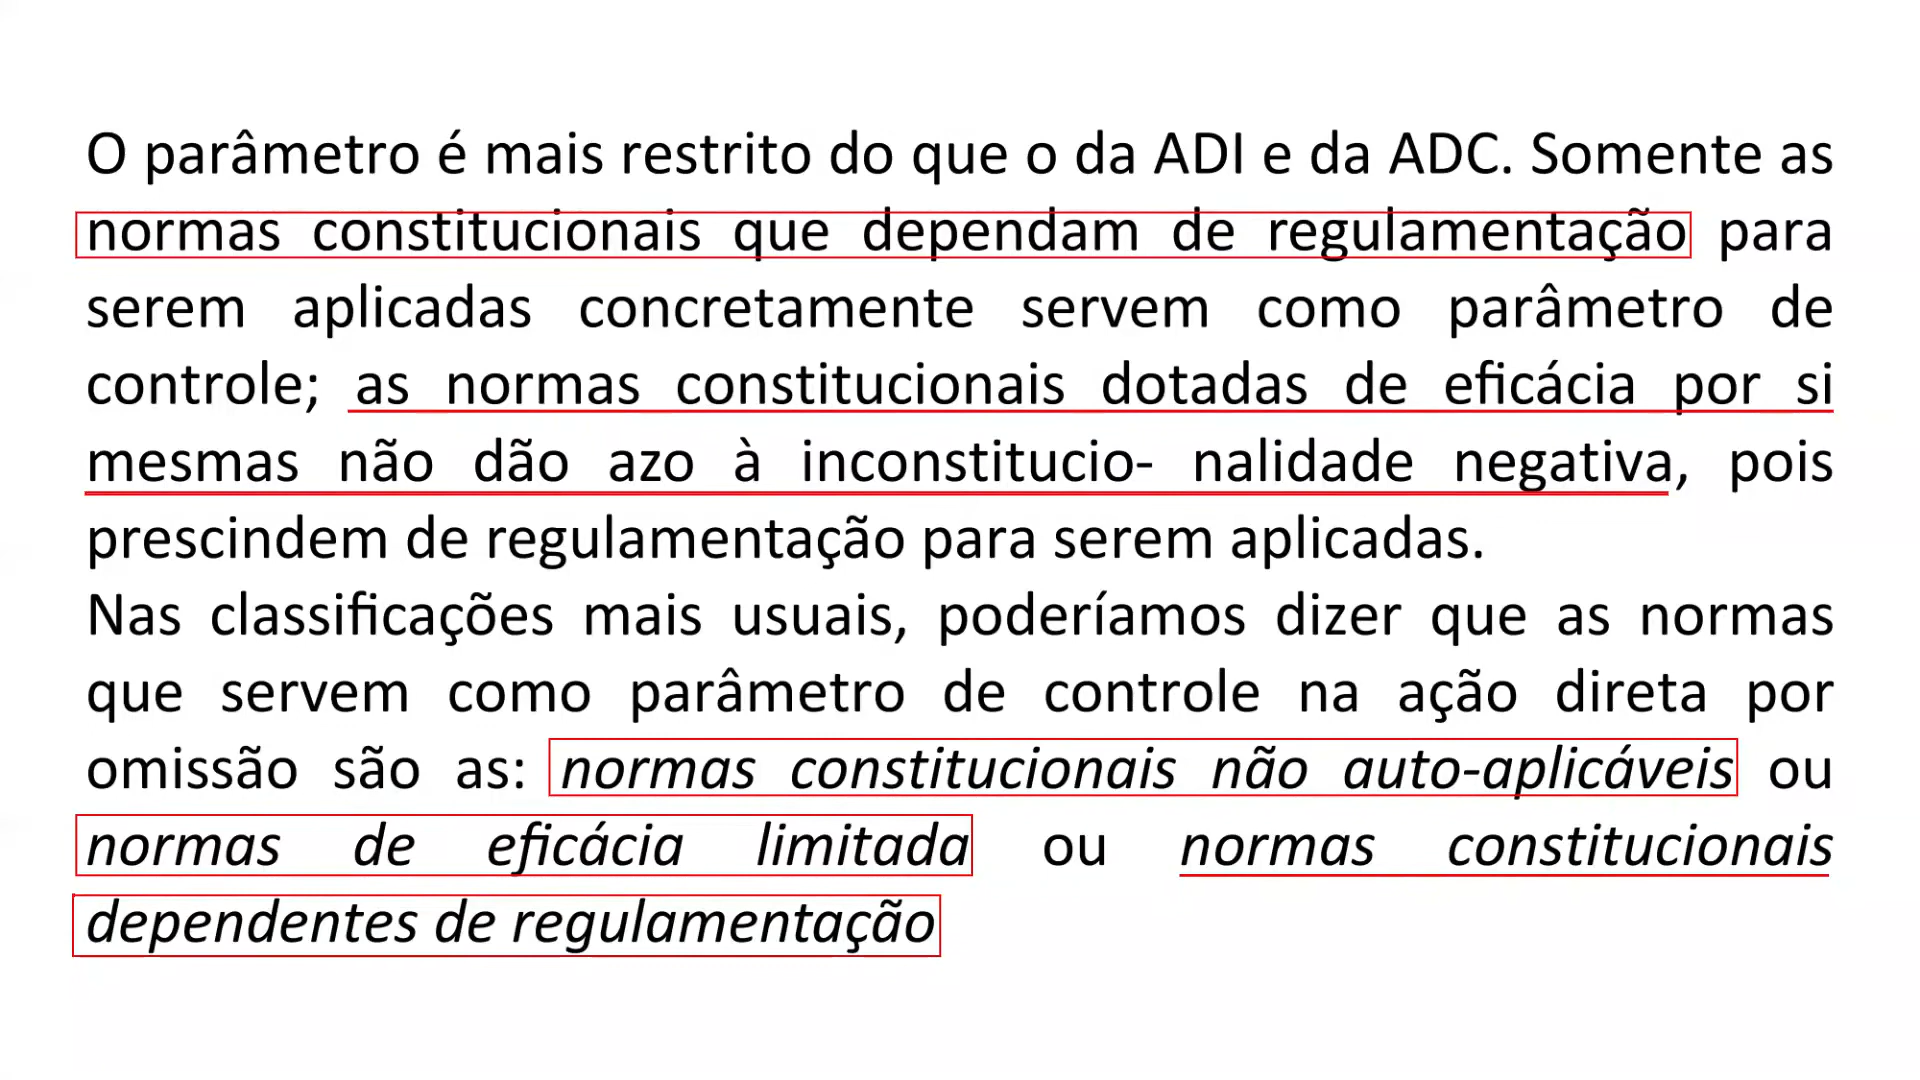 O parâmetro é mais restrito do que o da ADI e da ADC. Somente as
normas constitucionais que dependam de regulamentação para
serem aplicadas concretamente servem como parâmetro de
controle; as normas constitucionais dotadas de eficácia por si
mesmas não dão azo à inconstitucio- nalidade negativa, pois
prescindem de regulamentação para serem aplicadas.
Nas classificações mais usuais, poderíamos dizer que as normas
que servem como parâmetro de controle na ação direta por
omissão são as: normas constitucionais não auto-aplicáveis ou
normas de eficácia limitada ou normas constitucionais
dependentes de regulamentação